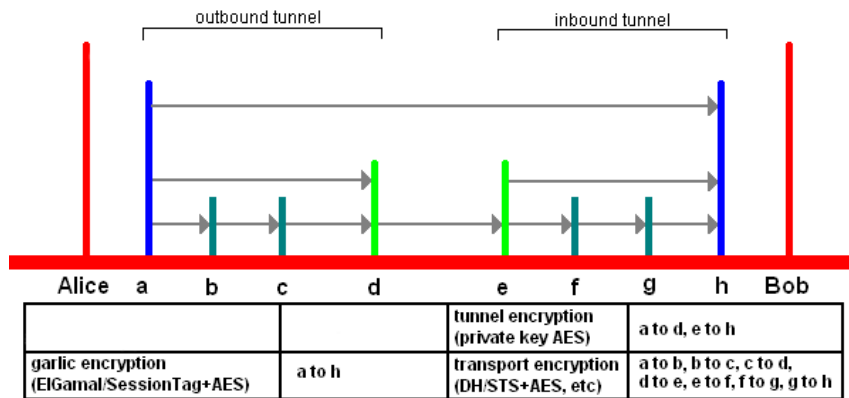 outbound tunnel
inbound tunnel
Alice a b c d e f g h Bob
tunnel encryption
(private key AES)
a to d, e to h
garlic encryption
(ElGamal/SessionTag+AES)
a to h
transport encryption
(DH/STS+AES, etc)
a to b, b to c, c to d,
d to e, e to f, f to g, g to h